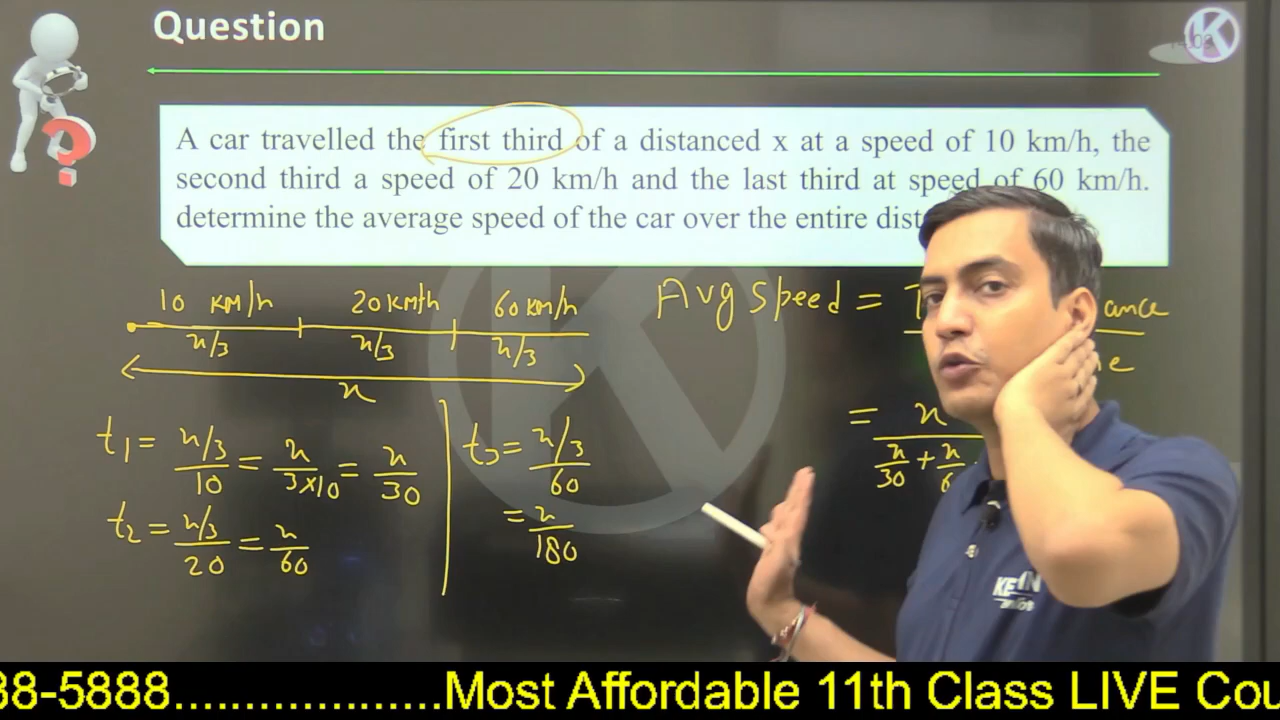 Question
A car travelled the first third of a distanced x at a speed of 10 km/h, the
second third a speed of 20 km/h and the last third at speed of 60 km/h.
determine the average speed of the car over the entire dist
10 KM/h 20 KM/h 60 KM/h
x/3 x/3 x/3
x
Avg Speed = T ance
e
t1 = x/3 / 10 = x / 3×10 = x / 30
t2 = x/3 / 20 = x / 60
t3 = x/3 / 60
= x / 180
= x / x/30 + x/6
K
?
38-5888....................Most Affordable 11th Class LIVE Cou